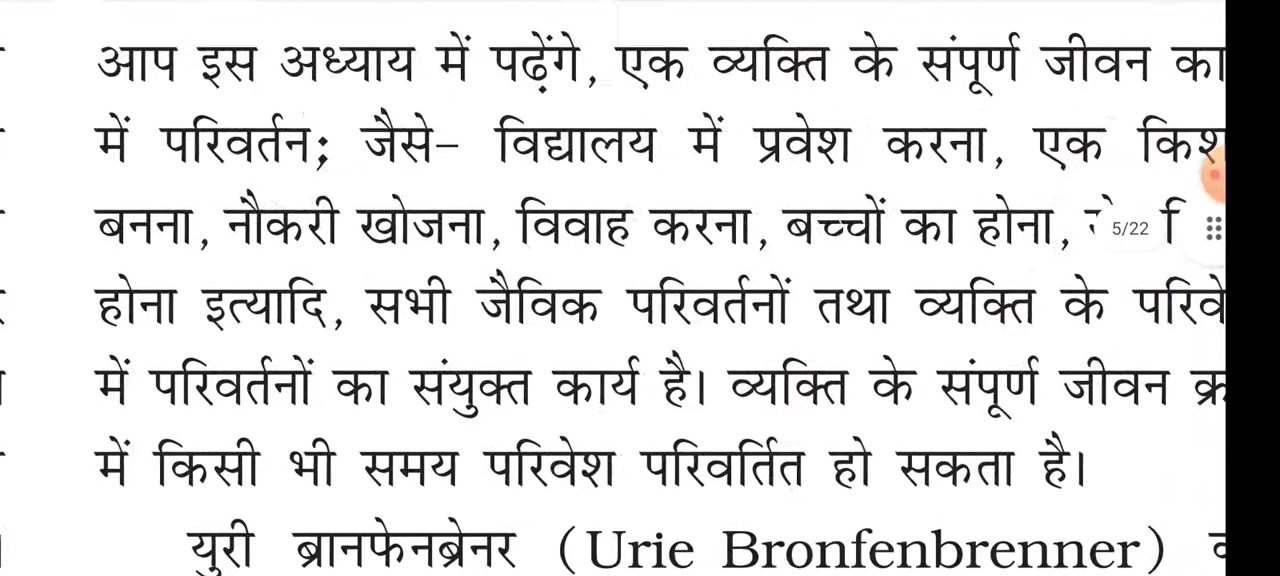 आप इस अध्याय में पढ़ेंगे, एक व्यक्ति के संपूर्ण जीवन का
में परिवर्तन; जैसे– विद्यालय में प्रवेश करना, एक
बनना, नौकरी खोजना, विवाह करना, बच्चों का होना,
5/22
होना इत्यादि, सभी जैविक परिवर्तनों तथा व्यक्ति के
में परिवर्तनों का संयुक्त कार्य है। व्यक्ति के संपूर्ण जीवन
में किसी भी समय परिवेश परिवर्तित हो सकता है।
युरी ब्रानफेनब्रेनर (Urie Bronfenbrenner)